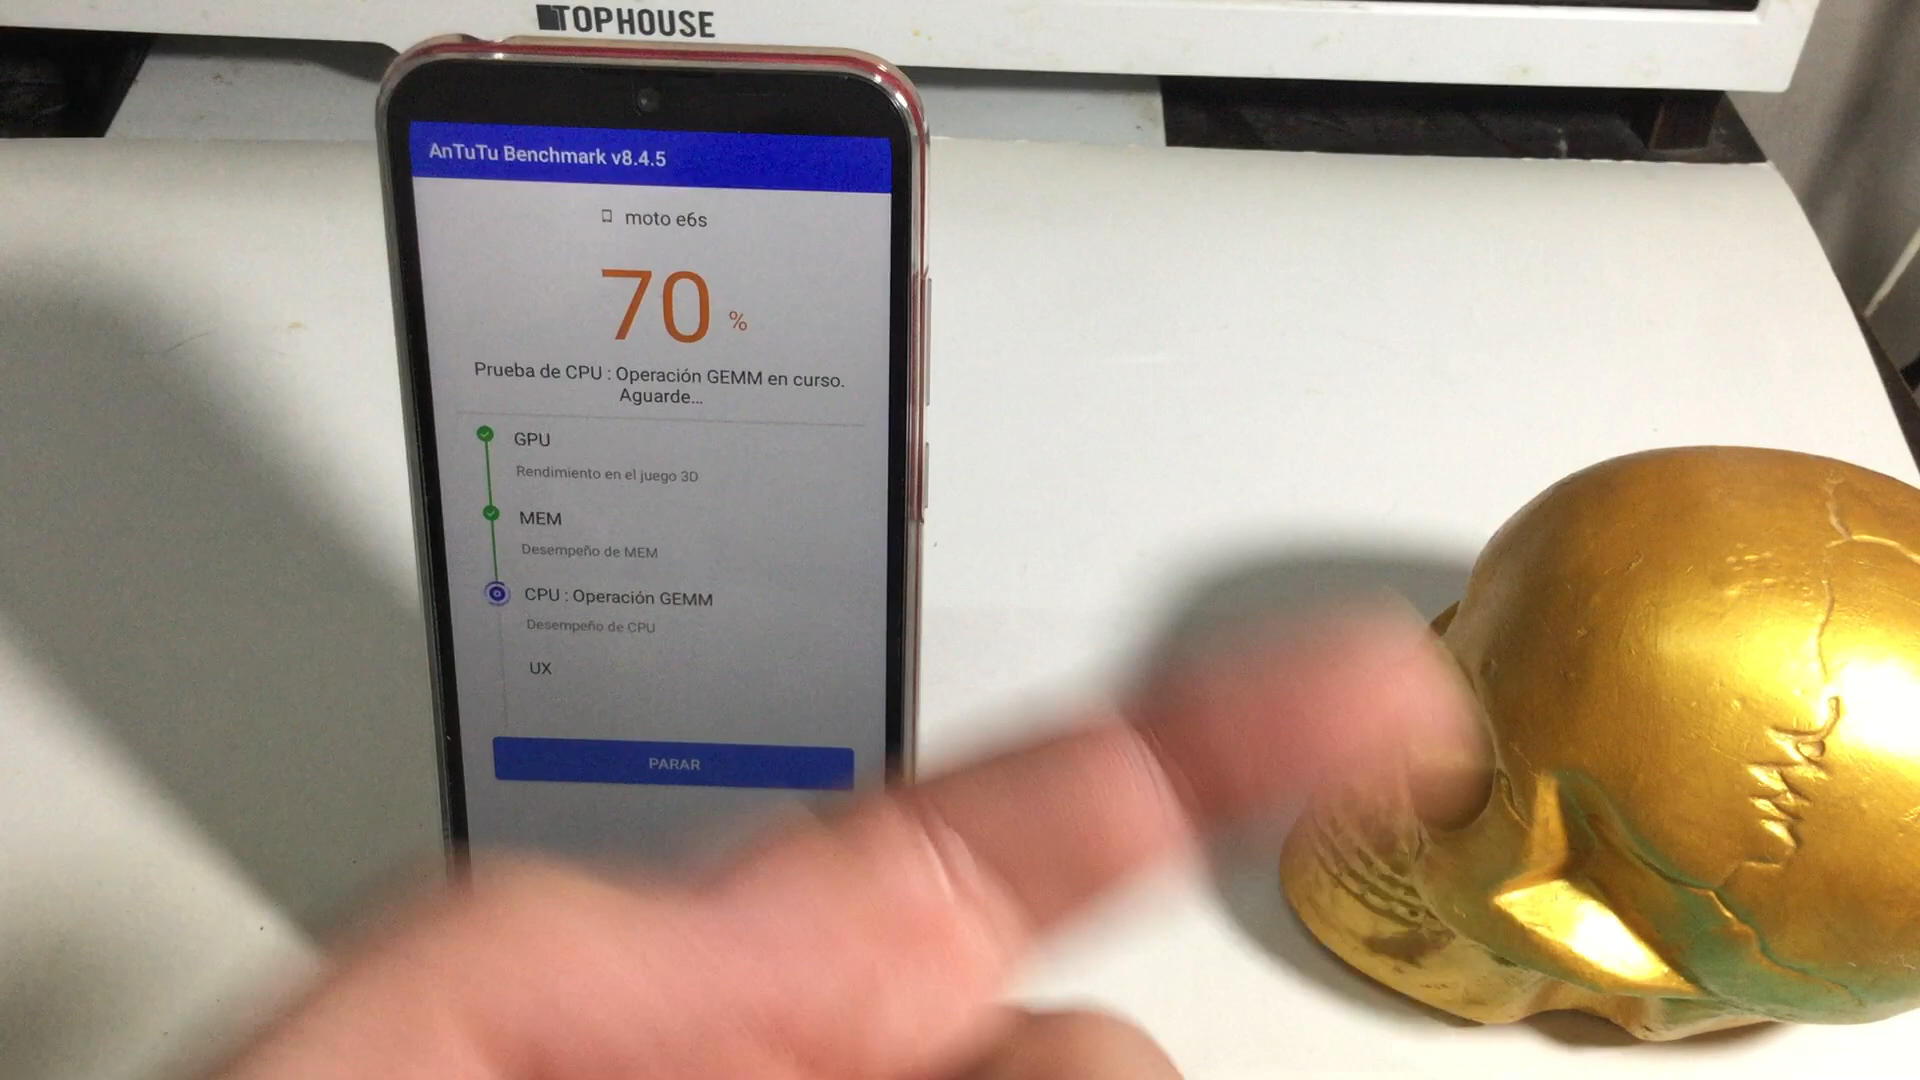 TOPHOUSE
AnTuTu Benchmark v8.4.5
moto e6s
70 %
Prueba de CPU : Operación GEMM en curso.
Aguarde...
GPU
Rendimiento en el juego 3D
MEM
Desempeño de MEM
CPU : Operación GEMM
Desempeño de CPU
UX
PARAR